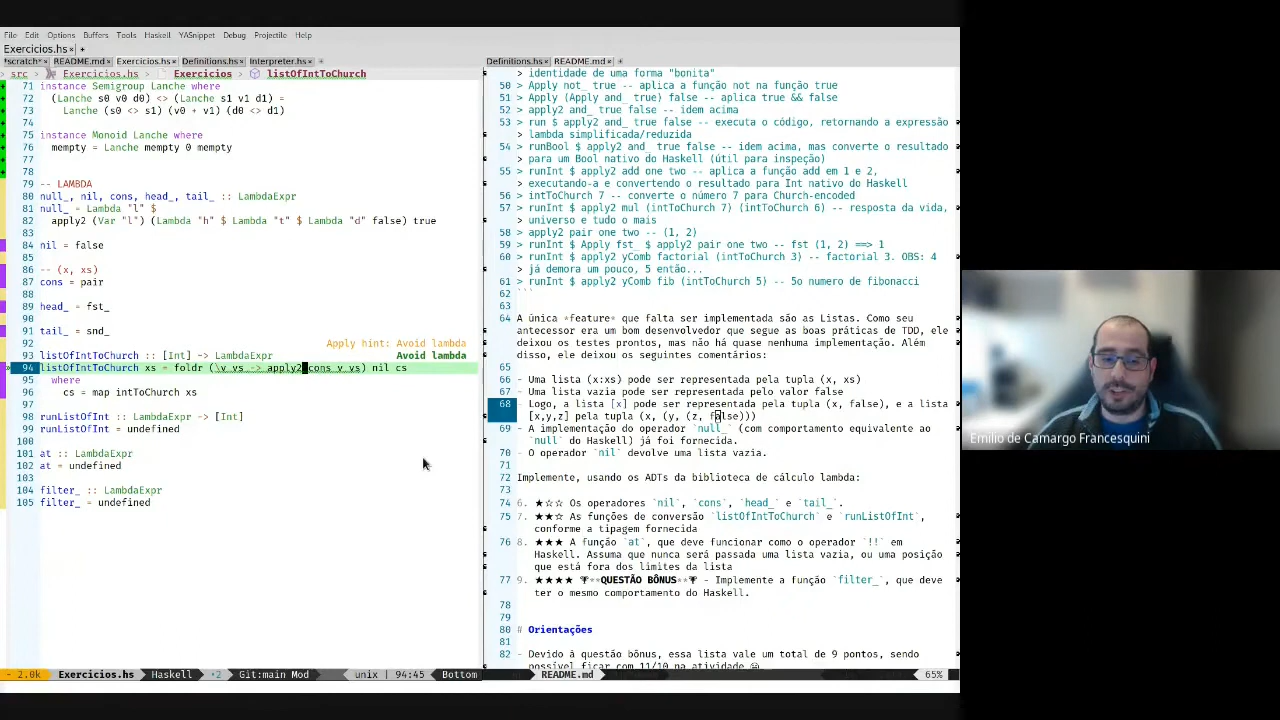 File Edit Options Buffers Tools Haskell YASnippet Debug Projectile Help
Exercicios.hs× +
*scratch*× README.md× Exercicios.hs× Definitions.hs× Interpreter.hs× +
src > Exercicios.hs > Exercicios > listOfIntToChurch
71 instance Semigroup Lanche where
72 (Lanche s0 v0 d0) <> (Lanche s1 v1 d1) =
73 Lanche (s0 <> s1) (v0 + v1) (d0 <> d1)
74
75 instance Monoid Lanche where
76 mempty = Lanche mempty 0 mempty
77
78
79 -- LAMBDA
80 null_, nil, cons, head_, tail_ :: LambdaExpr
81 null_ = Lambda "l" $
82 apply2 (Var "l") (Lambda "h" $ Lambda "t" $ Lambda "d" false) true
83
84 nil = false
85
86 -- (x, xs)
87 cons = pair
88
89 head_ = fst_
90
91 tail_ = snd_
92
Apply hint: Avoid lambda
93 listOfIntToChurch :: [Int] -> LambdaExpr Avoid lambda
94 listOfIntToChurch xs = foldr (\y ys -> apply2 cons y ys) nil cs
95 where
96 cs = map intToChurch xs
97
98 runListOfInt :: LambdaExpr -> [Int]
99 runListOfInt = undefined
100
101 at :: LambdaExpr
102 at = undefined
103
104 filter_ :: LambdaExpr
105 filter_ = undefined
- 2.0k Exercicios.hs Haskell •2 Git:main Mod unix | 94:45 Bottom
Definitions.hs× README.md× +
> identidade de uma forma "bonita"
50 > Apply not_ true -- aplica a função not na função true
51 > Apply (Apply and_ true) false -- aplica true && false
52 > apply2 and_ true false -- idem acima
53 > run $ apply2 and_ true false -- executa o código, retornando a expressão
lambda simplificada/reduzida
54 > runBool $ apply2 and_ true false -- idem acima, mas converte o resultado
para um Bool nativo do Haskell (útil para inspeção)
55 > runInt $ apply2 add one two -- aplica a função add em 1 e 2,
executando-a e convertendo o resultado para Int nativo do Haskell
56 > intToChurch 7 -- converte o número 7 para Church-encoded
57 > runInt $ apply2 mul (intToChurch 7) (intToChurch 6) -- resposta da vida,
universo e tudo o mais
58 > apply2 pair one two -- (1, 2)
59 > runInt $ Apply fst_ $ apply2 pair one two -- fst (1, 2) ==> 1
60 > runInt $ apply2 yComb factorial (intToChurch 3) -- factorial 3. OBS: 4
já demora um pouco, 5 então...
61 > runInt $ apply2 yComb fib (intToChurch 5) -- 5o numero de fibonacci
62 ```
63
64 A única *feature* que falta ser implementada são as Listas. Como seu
antecessor era um bom desenvolvedor que segue as boas práticas de TDD, ele
deixou os testes prontos, mas não há quase nenhuma implementação. Além
disso, ele deixou os seguintes comentários:
65
66 - Uma lista (x:xs) pode ser representada pela tupla (x, xs)
67 - Uma lista vazia pode ser representada pelo valor false
68 - Logo, a lista [x] pode ser representada pela tupla (x, false), e a lista
[x,y,z] pela tupla (x, (y, (z, false)))
69 - A implementação do operador `null_` (com comportamento equivalente ao
`null` do Haskell) já foi fornecida.
70 - O operador `nil` devolve uma lista vazia.
71
72 Implemente, usando os ADTs da biblioteca de cálculo lambda:
73
74 6. ★☆☆ Os operadores `nil`, `cons`, `head_` e `tail_`.
75 7. ★★☆ As funções de conversão `listOfIntToChurch` e `runListOfInt`,
conforme a tipagem fornecida
76 8. ★★★ A função `at`, que deve funcionar como o operador `!!` em
Haskell. Assuma que nunca será passada uma lista vazia, ou uma posição
que está fora dos limites da lista
77 9. ★★★★ **QUESTÃO BÔNUS** - Implemente a função `filter_`, que deve
ter o mesmo comportamento do Haskell.
78
79
80 # Orientações
81
82 - Devido à questão bônus, essa lista vale um total de 9 pontos, sendo
possível ficar com 11/10 na atividade
README.md 65%
Emilio de Camargo Francesquini